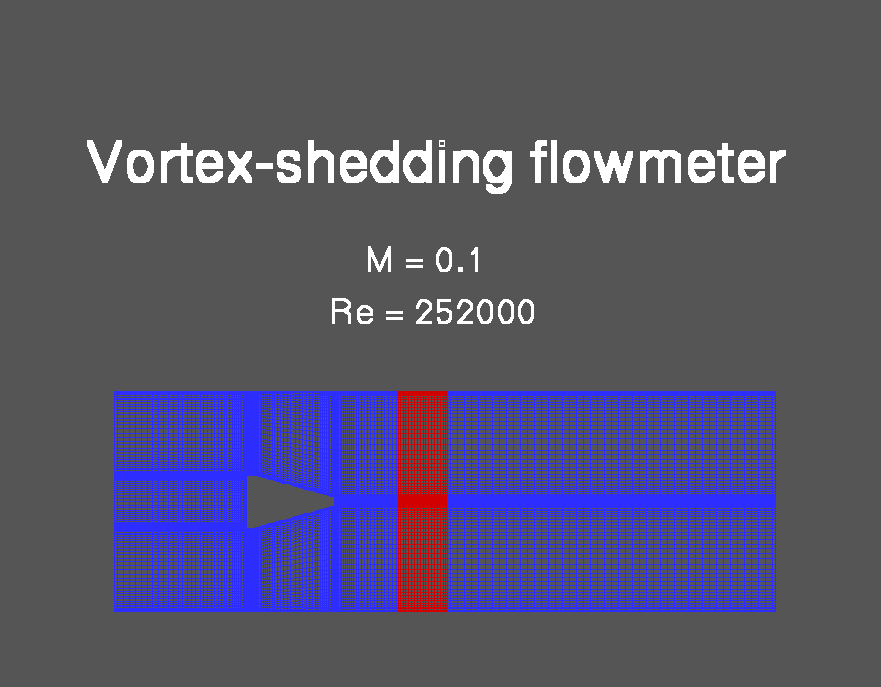 Vortex-shedding flowmeter
M = 0.1
Re = 252000